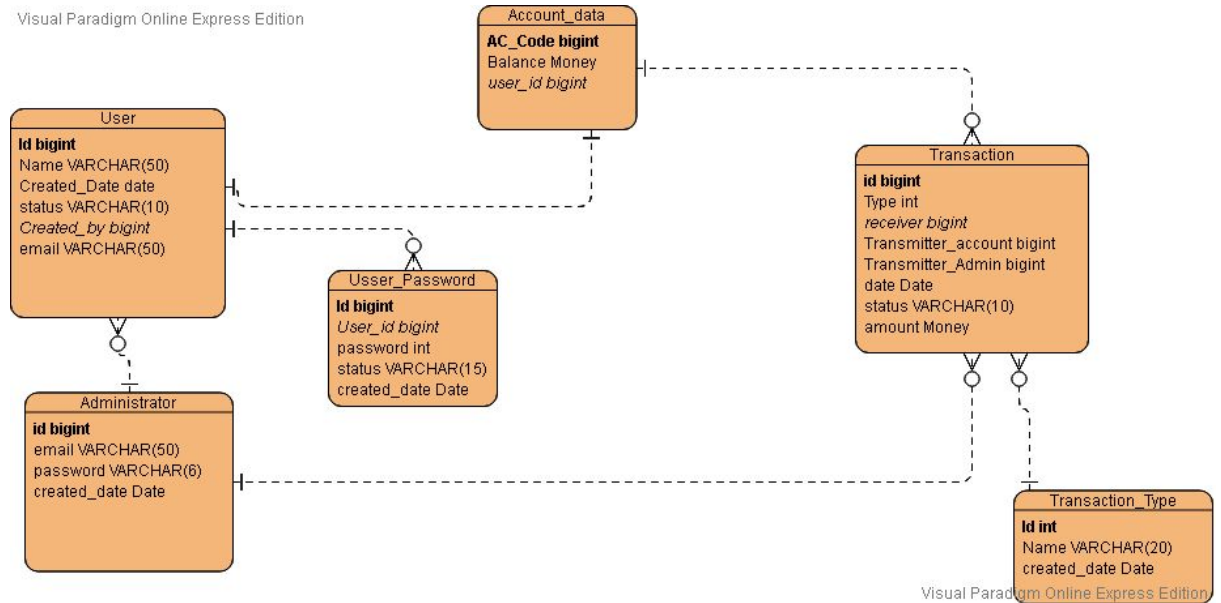 Visual Paradigm Online Express Edition
Account_data
AC_Code bigint
Balance Money
user_id bigint
User
Id bigint
Name VARCHAR(50)
Created_Date date
status VARCHAR(10)
Created_by bigint
email VARCHAR(50)
Transaction
id bigint
Type int
receiver bigint
Transmitter_account bigint
Transmitter_Admin bigint
date Date
status VARCHAR(10)
amount Money
Usser_Password
Id bigint
User_id bigint
password int
status VARCHAR(15)
created_date Date
Administrator
id bigint
email VARCHAR(50)
password VARCHAR(6)
created_date Date
Transaction_Type
Id int
Name VARCHAR(20)
created_date Date
Visual Paradigm Online Express Edition